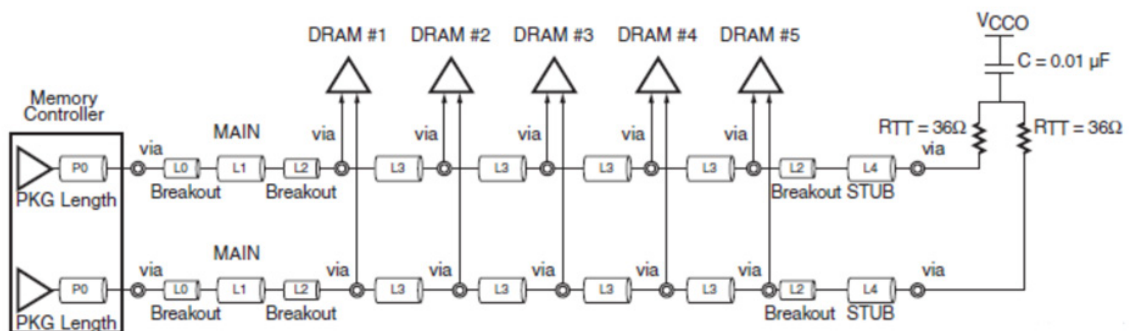 DRAM #1 DRAM #2 DRAM #3 DRAM #4 DRAM #5
VCCO
C = 0.01 µF
Memory
Controller
RTT = 36Ω RTT = 36Ω
via MAIN via via via via via via
P0 L0 L1 L2 L3 L3 L3 L3 L2 L4
PKG Length Breakout Breakout Breakout STUB
MAIN
via via via via via via via
P0 L0 L1 L2 L3 L3 L3 L3 L2 L4
PKG Length Breakout Breakout Breakout STUB